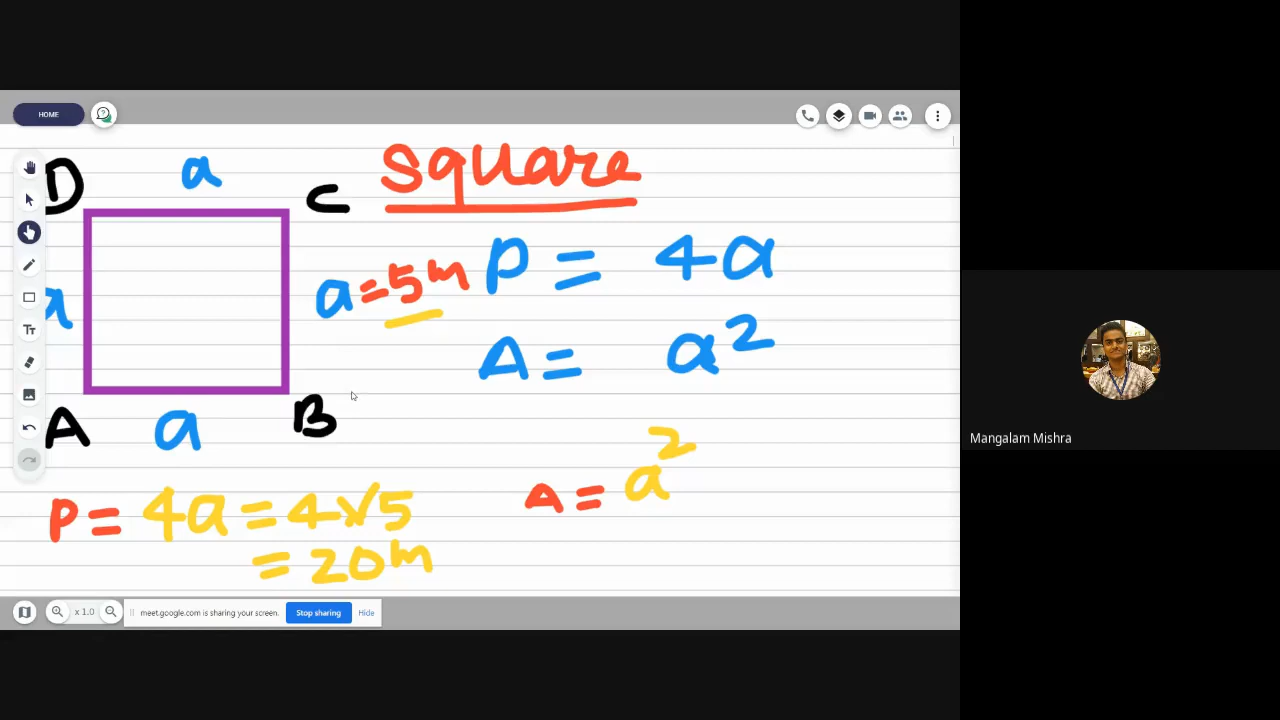 HOME
D a C Square
a a = 5m P = 4a
A = a²
A a B
A = a²
P = 4a = 4×5
= 20m
Tт
x 1.0 meet.google.com is sharing your screen. Stop sharing Hide
Mangalam Mishra